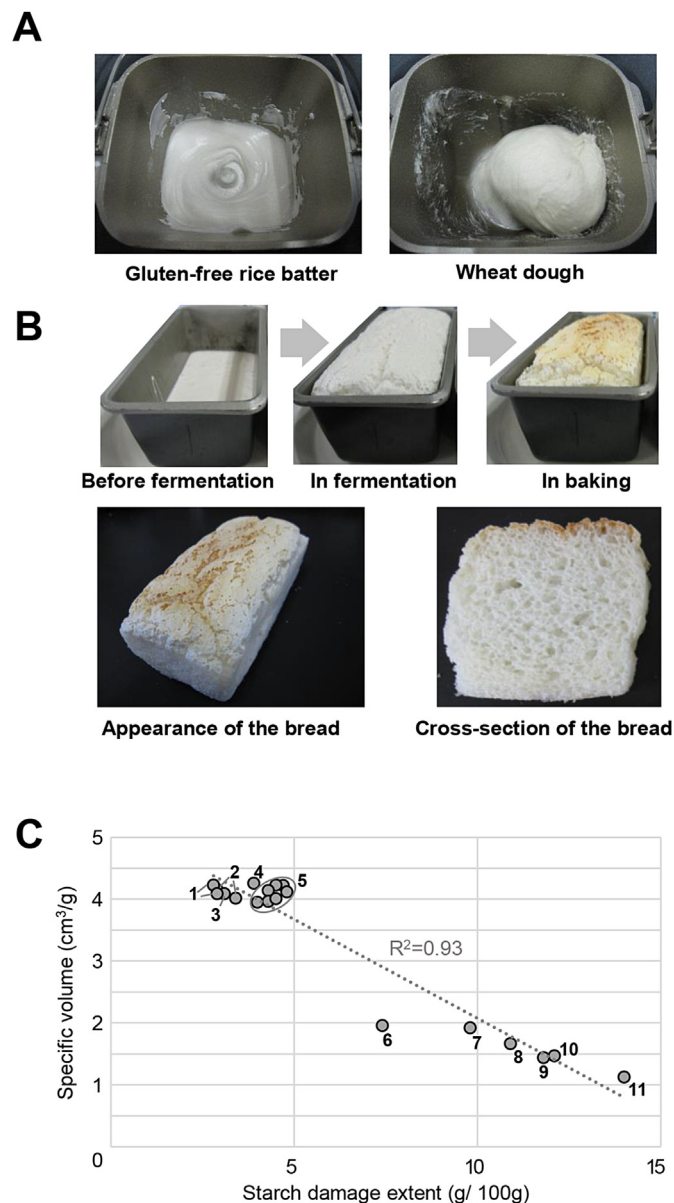 A
Gluten-free rice batter
Wheat dough
B
Before fermentation
In fermentation
In baking
Appearance of the bread
Cross-section of the bread
C
Specific volume (cm³/g)
5
4
3
2
1
0
1
2
3
4
5
R²=0.93
6
7
8
9
10
11
5
10
15
Starch damage extent (g/ 100g)